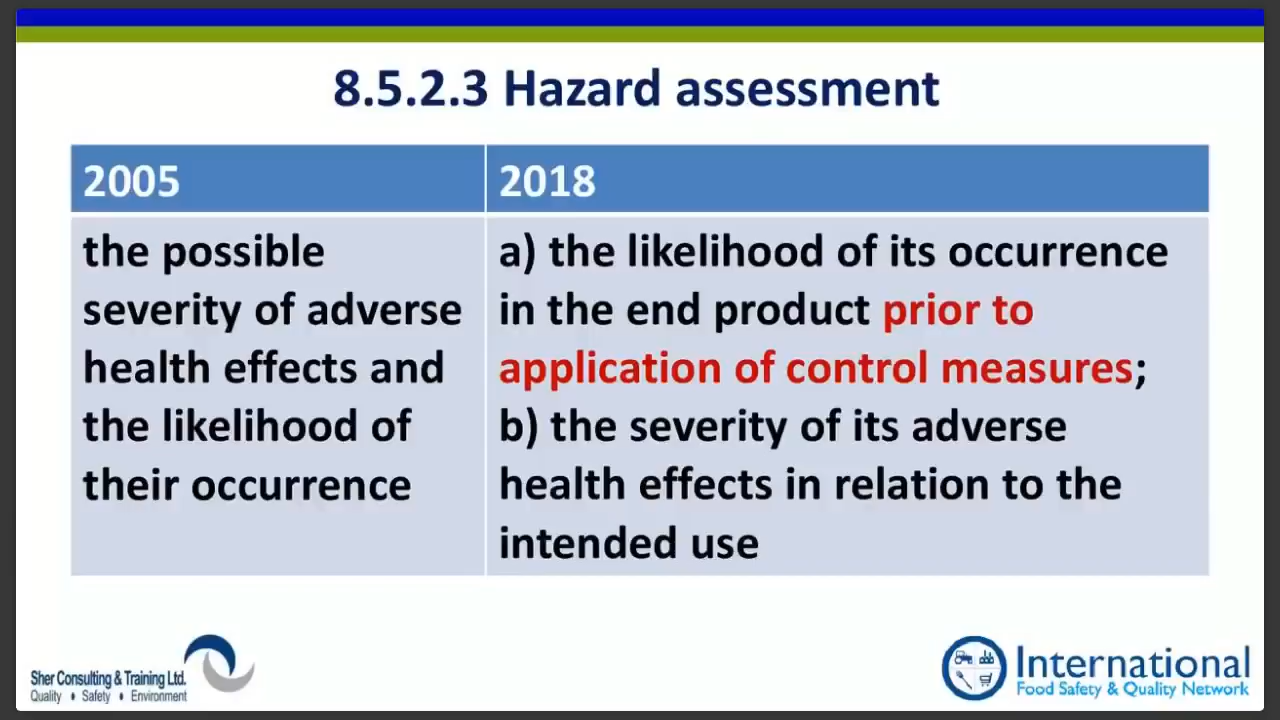 8.5.2.3 Hazard assessment
2005
2018
the possible
severity of adverse
health effects and
the likelihood of
their occurrence
a) the likelihood of its occurrence
in the end product prior to
application of control measures;
b) the severity of its adverse
health effects in relation to the
intended use
Sher Consulting & Training Ltd.
Quality • Safety • Environment
International
Food Safety & Quality Network